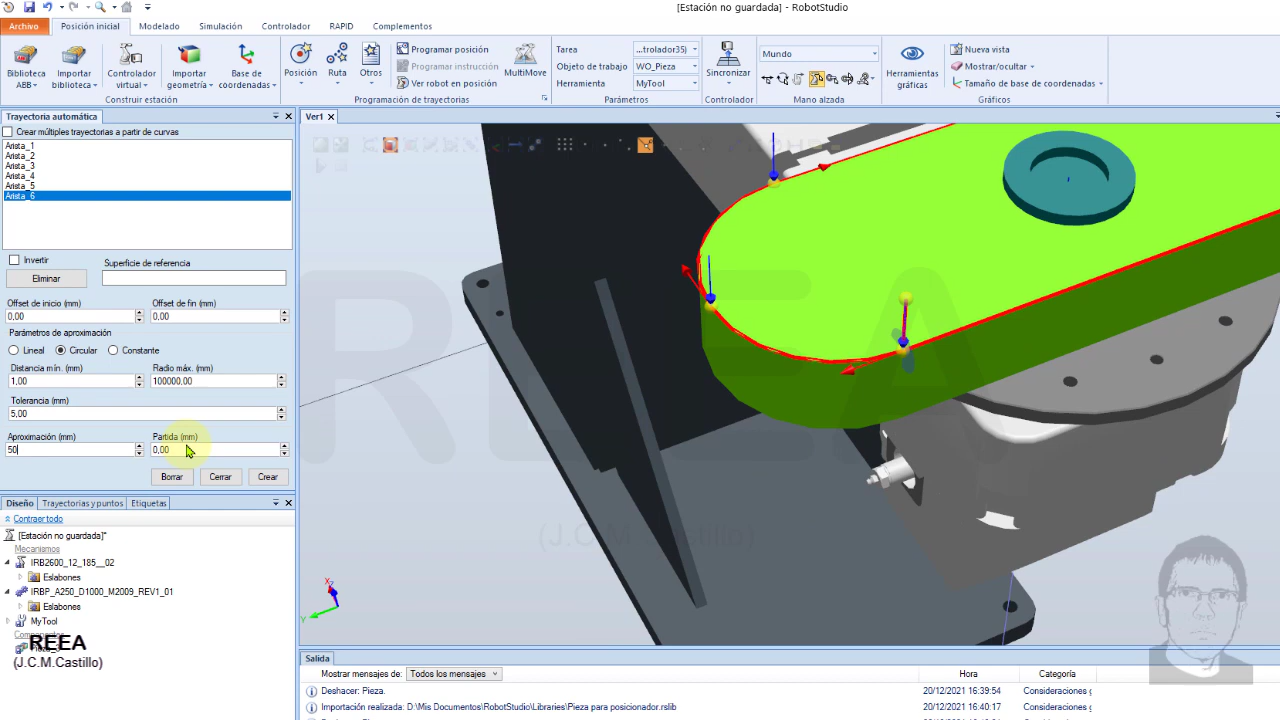 [Estación no guardada] - RobotStudio
Archivo Posición inicial Modelado Simulación Controlador RAPID Complementos
Biblioteca ABB
Importar biblioteca
Controlador virtual
Importar geometría
Base de coordenadas
Construir estación
Posición
Ruta
Otros
Programar posición
Programar instrucción
Ver robot en posición
MultiMove
Programación de trayectorias
Tarea ...trolador35)
Objeto de trabajo WO_Pieza
Herramienta MyTool
Parámetros
Sincronizar
Controlador
Mundo
Mano alzada
Herramientas gráficas
Nueva vista
Mostrar/ocultar
Tamaño de base de coordenadas
Gráficos
Trayectoria automática
Crear múltiples trayectorias a partir de curvas
Arista_1
Arista_2
Arista_3
Arista_4
Arista_5
Arista_6
Invertir
Superficie de referencia
Eliminar
Offset de inicio (mm) Offset de fin (mm)
0,00 0,00
Parámetros de aproximación
Lineal Circular Constante
Distancia mín. (mm) Radio máx. (mm)
1,00 100000,00
Tolerancia (mm)
5,00
Aproximación (mm) Partida (mm)
50 0,00
Borrar Cerrar Crear
Diseño Trayectorias y puntos Etiquetas
Contraer todo
[Estación no guardada]*
Mecanismos
IRB2600_12_185__02
Eslabones
IRBP_A250_D1000_M2009_REV1_01
Eslabones
MyTool
REEA
(J.C.M.Castillo)
Ver1
REEA
(J.C.M.Castillo)
X
Y
Salida
Mostrar mensajes de: Todos los mensajes Hora Categoría
Deshacer: Pieza. 20/12/2021 16:39:54 Consideraciones g
Importación realizada: D:\Mis Documentos\RobotStudio\Libraries\Pieza para posicionador.rslib 20/12/2021 16:40:17 Consideraciones g